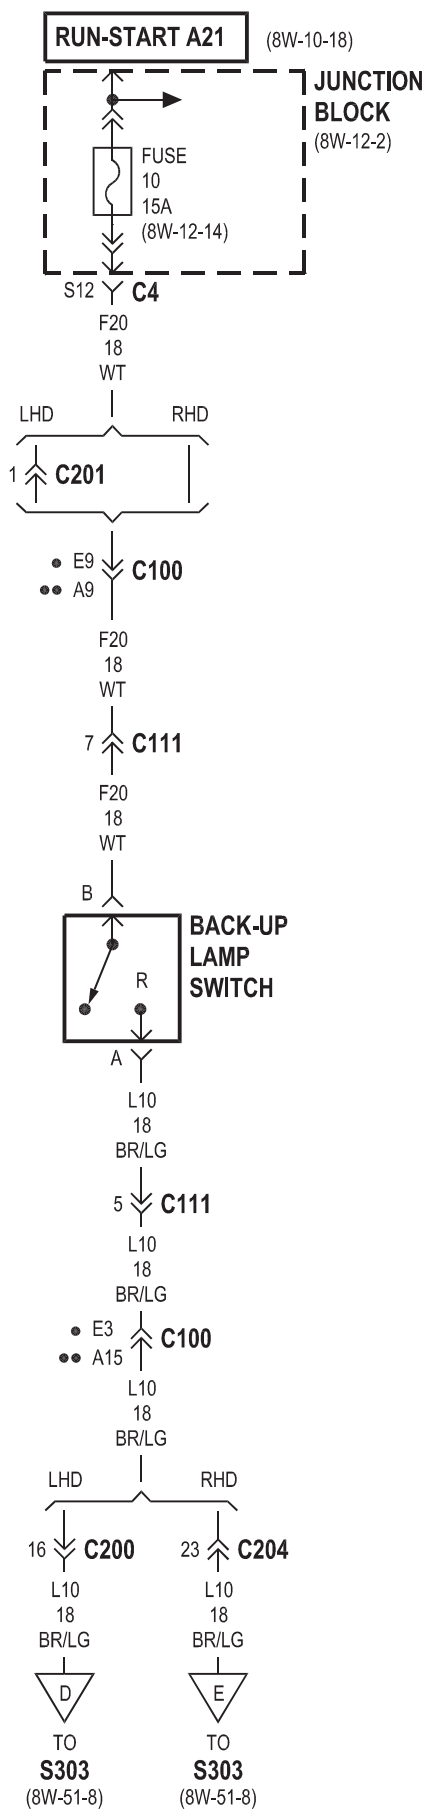 RUN-START A21 (8W-10-18)
JUNCTION
BLOCK
(8W-12-2)
FUSE
10
15A
(8W-12-14)
S12 C4
F20
18
WT
LHD RHD
1 C201
E9 C100
A9
F20
18
WT
7 C111
F20
18
WT
B
BACK-UP
LAMP
SWITCH
R
A
L10
18
BR/LG
5 C111
L10
18
BR/LG
E3 C100
A15
L10
18
BR/LG
LHD RHD
16 C200 23 C204
L10 L10
18 18
BR/LG BR/LG
D E
TO TO
S303 S303
(8W-51-8) (8W-51-8)